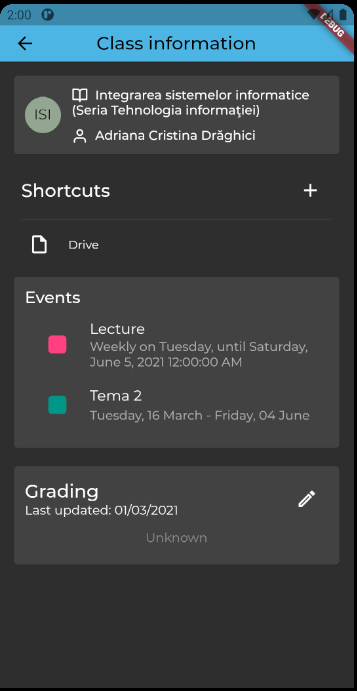 2:00
DEBUG
Class information
ISI
Integrarea sistemelor informatice
(Seria Tehnologia informației)
Adriana Cristina Drăghici
Shortcuts
Drive
Events
Lecture
Weekly on Tuesday, until Saturday,
June 5, 2021 12:00:00 AM
Tema 2
Tuesday, 16 March - Friday, 04 June
Grading
Last updated: 01/03/2021
Unknown